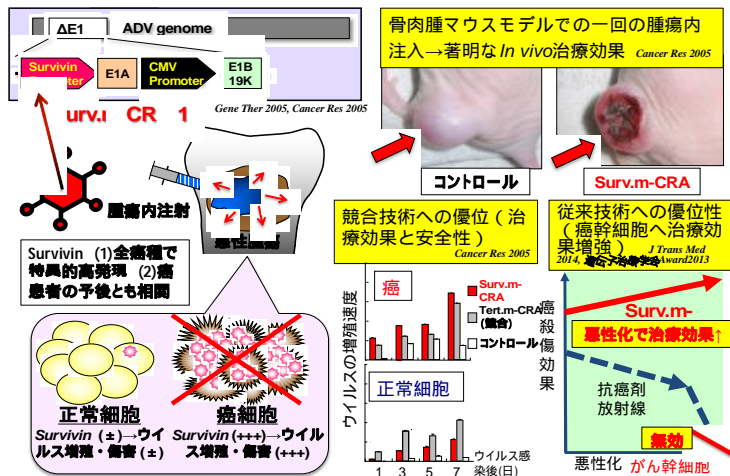 ΔE1
ADV genome
Survivin
E1A
CMV
Promoter
E1B
19K
Gene Ther 2005, Cancer Res 2005
CR
1
腫瘍内注射
Survivin (1)全癌種で
特異的高発現 (2)癌
患者の予後とも相関
正常細胞
Survivin (±)→ウイ
ルス増殖・傷害(±)
癌細胞
Survivin (+++)→ウイル
ス増殖・傷害(+++)
骨肉腫マウスモデルでの一回の腫瘍内
注入→著明なIn vivo治療効果 Cancer Res 2005
コントロール
Surv.m-CRA
競合技術への優位(治
療効果と安全性)
Cancer Res 2005
ウイルスの増殖速度
癌
Surv.m-
CRA
Tert.m-CRA
(競合)
コントロール
正常細胞
1 3 5 7
ウイルス感
染後(日)
従来技術への優位性
(癌幹細胞へ治療効
果増強)
J Trans Med
2014,
Award2013
癌殺傷効果
Surv.m-
悪性化で治療効果↑
抗癌剤
放射線
無効
悪性化
がん幹細胞